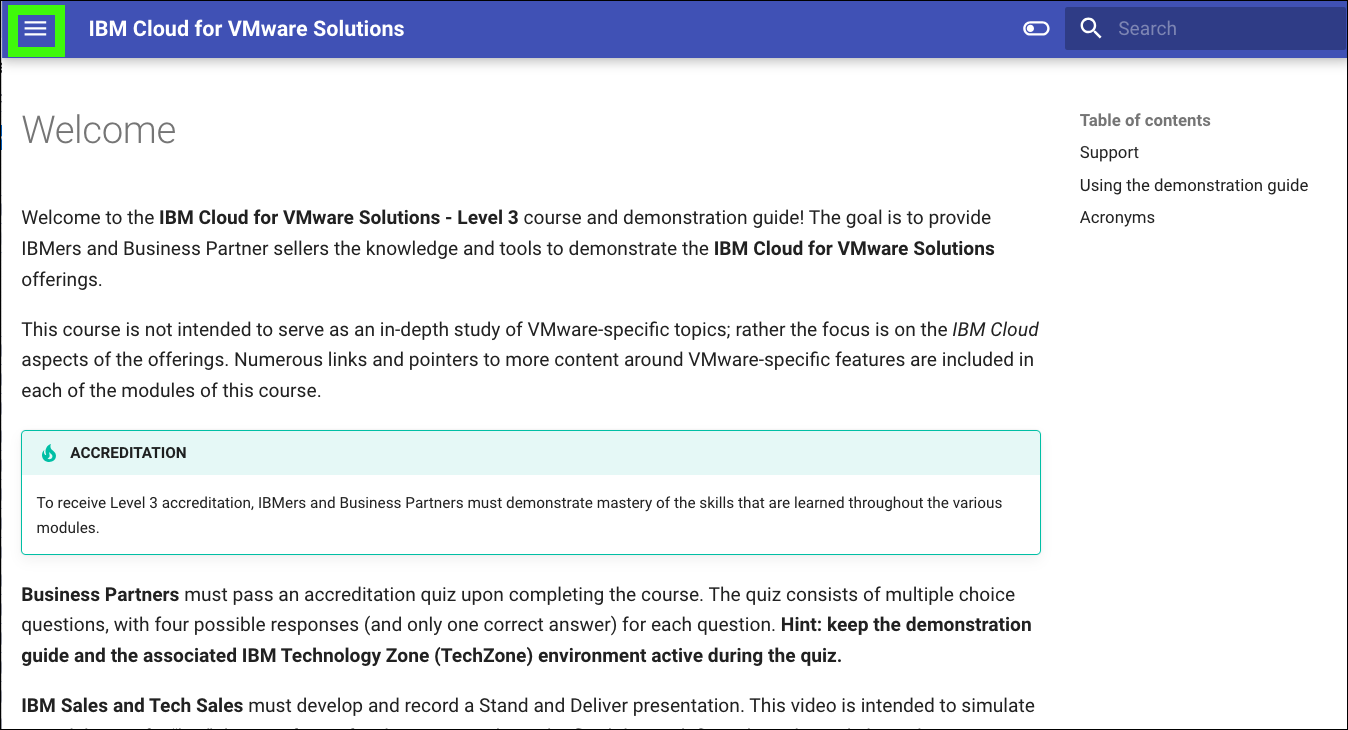 IBM Cloud for VMware Solutions
Search
Welcome
Table of contents
Support
Using the demonstration guide
Acronyms
Welcome to the IBM Cloud for VMware Solutions - Level 3 course and demonstration guide! The goal is to provide
IBMers and Business Partner sellers the knowledge and tools to demonstrate the IBM Cloud for VMware Solutions
offerings.
This course is not intended to serve as an in-depth study of VMware-specific topics; rather the focus is on the IBM Cloud
aspects of the offerings. Numerous links and pointers to more content around VMware-specific features are included in
each of the modules of this course.
ACCREDITATION
To receive Level 3 accreditation, IBMers and Business Partners must demonstrate mastery of the skills that are learned throughout the various
modules.
Business Partners must pass an accreditation quiz upon completing the course. The quiz consists of multiple choice
questions, with four possible responses (and only one correct answer) for each question. Hint: keep the demonstration
guide and the associated IBM Technology Zone (TechZone) environment active during the quiz.
IBM Sales and Tech Sales must develop and record a Stand and Deliver presentation. This video is intended to simulate